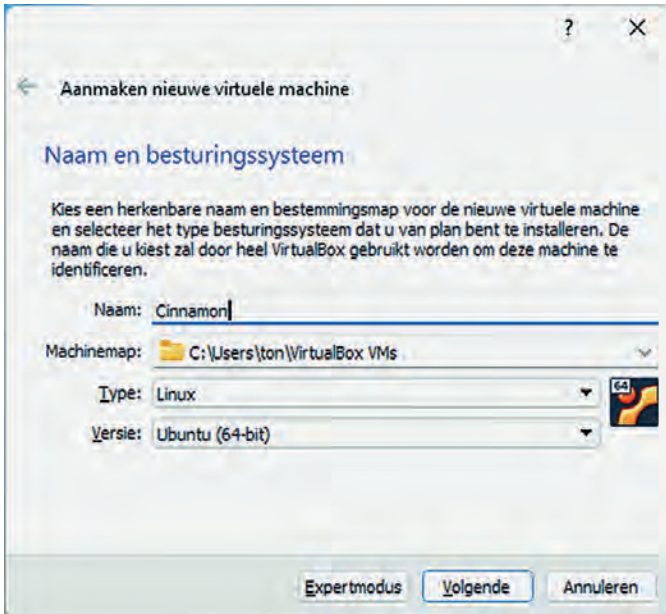 ?
Aanmaken nieuwe virtuele machine
Naam en besturingssysteem
Kies een herkenbare naam en bestemmingsmap voor de nieuwe virtuele machine
en selecteer het type besturingssysteem dat u van plan bent te installeren. De
naam die u kiest zal door heel VirtualBox gebruikt worden om deze machine te
identificeren.
Naam: Cinnamon
Machinemap: C:\Users\ton\VirtualBox VMs
Type: Linux
64
Versie: Ubuntu (64-bit)
Expertmodus Volgende Annuleren